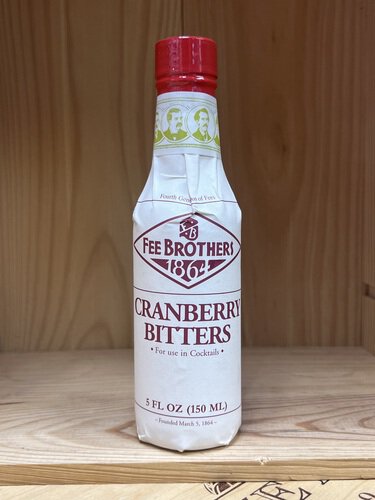 Fourth Generation of Fees
FB
FEE BROTHERS
1864
CRANBERRY
BITTERS
• For use in Cocktails •
5 FL OZ (150 ML)
~ Founded March 5, 1864 ~